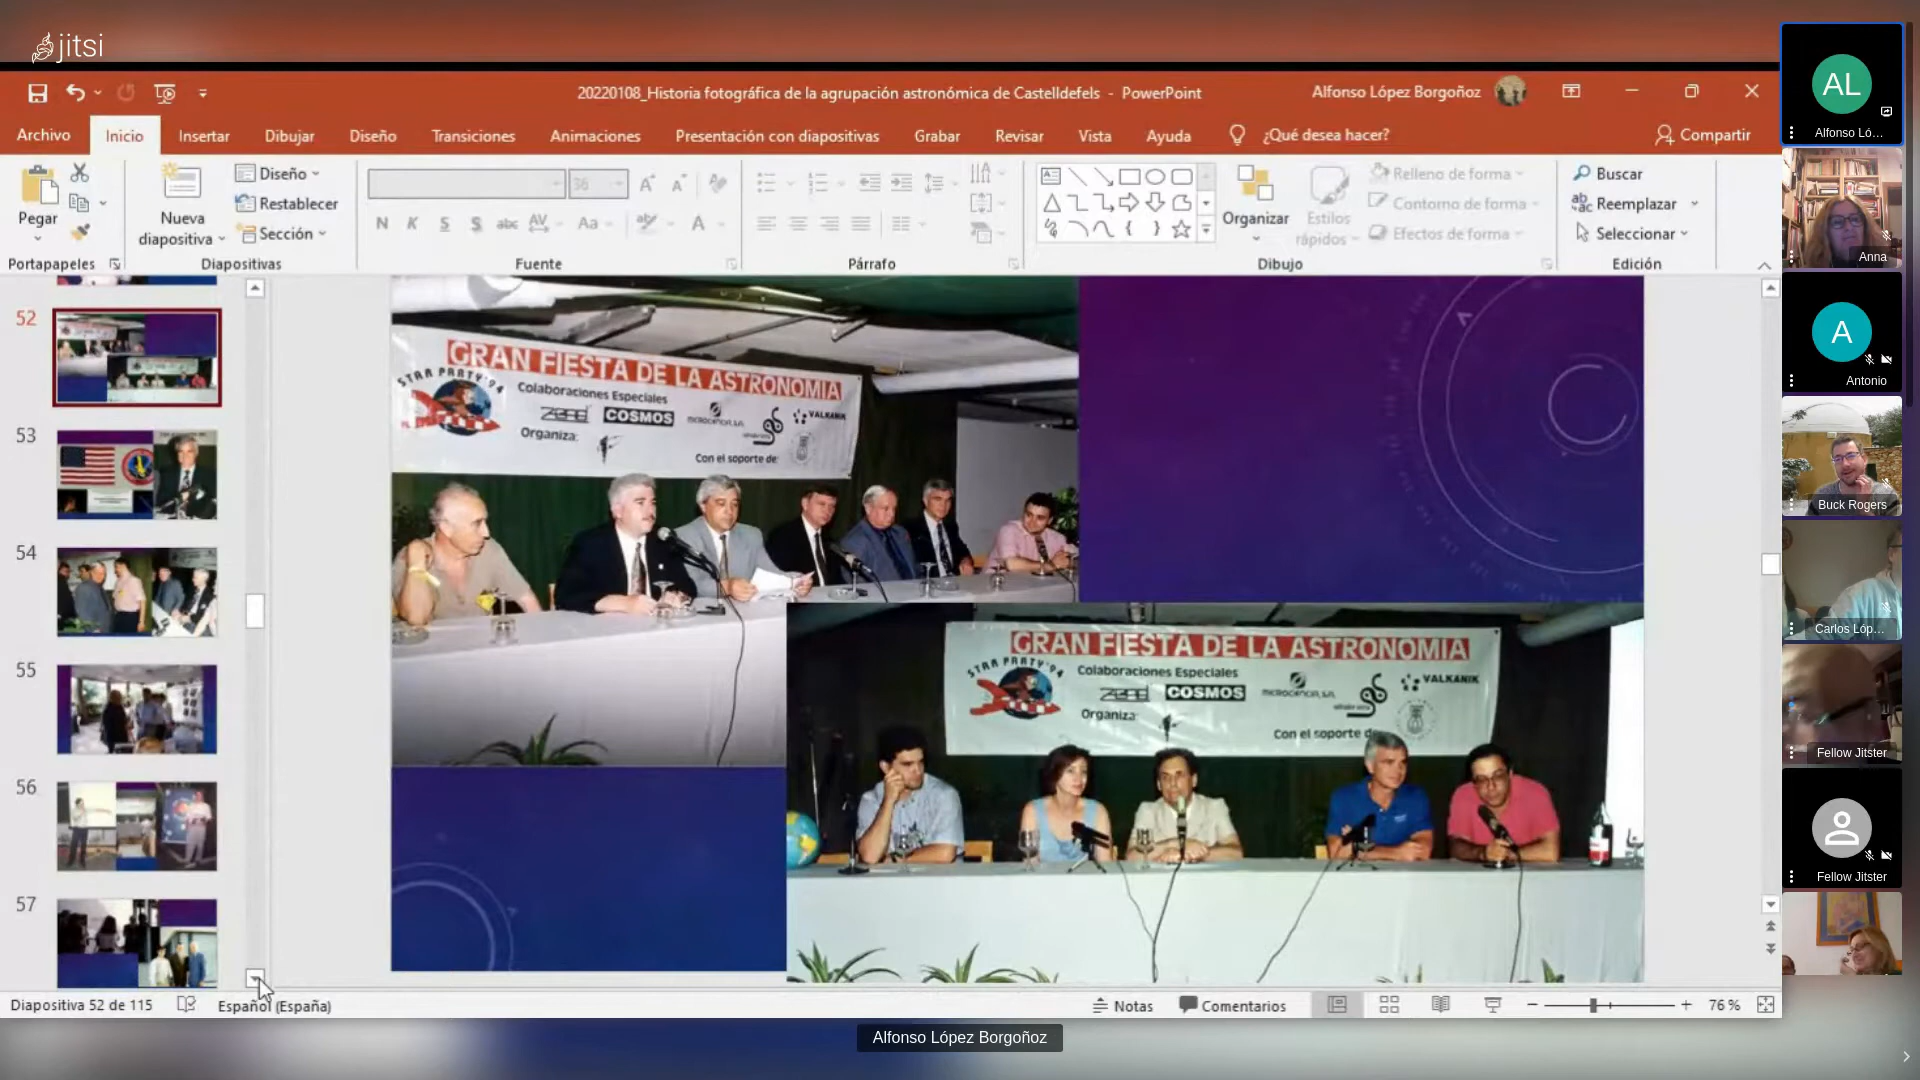 jitsi
20220108_Historia fotográfica de la agrupación astronómica de Castelldefels - PowerPoint
Alfonso López Borgoñoz
Archivo Inicio Insertar Dibujar Diseño Transiciones Animaciones Presentación con diapositivas Grabar Revisar Vista Ayuda ¿Qué desea hacer? Compartir
Pegar
Nueva diapositiva
Diseño
Restablecer
Sección
36
N K S S abc AV Aa A
Organizar
Estilos rápidos
Relleno de forma
Contorno de forma
Efectos de forma
Buscar
Reemplazar
Seleccionar
Portapapeles Diapositivas Fuente Párrafo Dibujo Edición
52
53
54
55
56
57
GRAN FIESTA DE LA ASTRONOMIA
STAR PARTY'94
Colaboraciones Especiales
COSMOS
VALKANIK
Organiza:
Con el soporte de:
GRAN FIESTA DE LA ASTRONOMIA
STAR PARTY'94
Colaboraciones Especiales
COSMOS
VALKANIK
Organiza:
Con el soporte de
AL
Alfonso Ló...
Anna
A
Antonio
Buck Rogers
Carlos Lóp...
Fellow Jitster
Fellow Jitster
Diapositiva 52 de 115 Español (España) Notas Comentarios 76 %
Alfonso López Borgoñoz